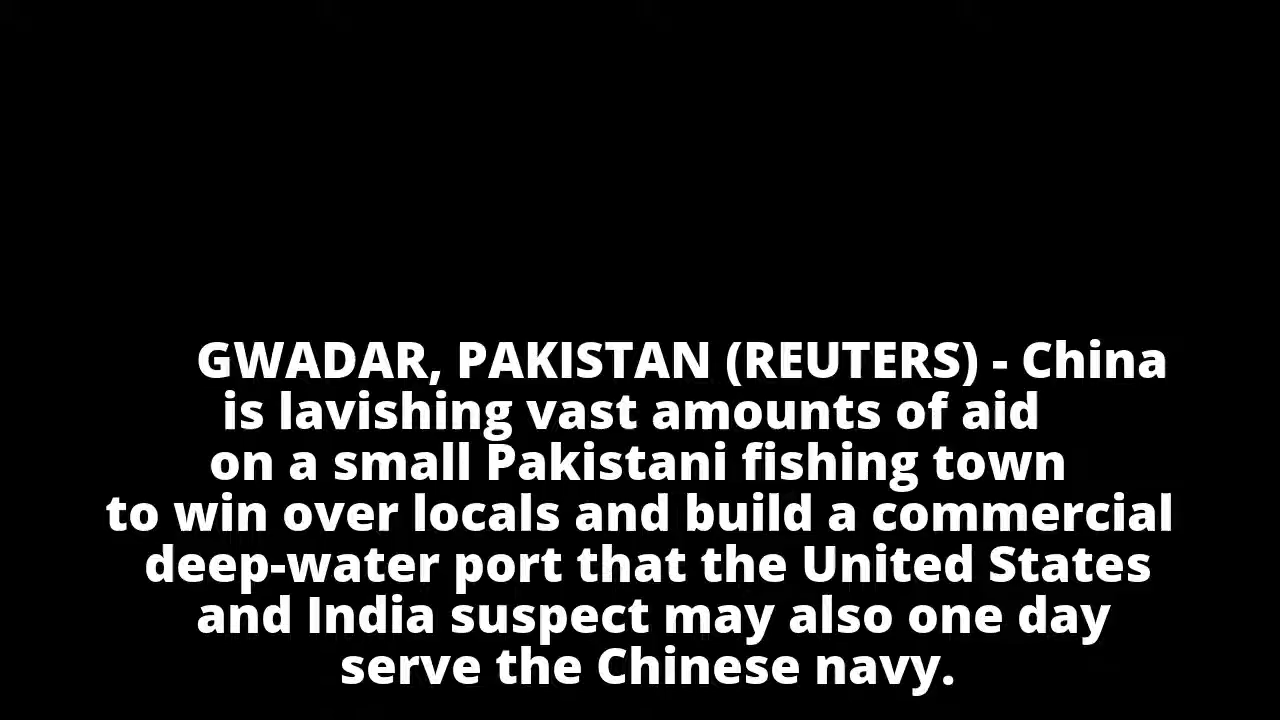 GWADAR, PAKISTAN (REUTERS) - China
is lavishing vast amounts of aid
on a small Pakistani fishing town
to win over locals and build a commercial
deep-water port that the United States
and India suspect may also one day
serve the Chinese navy.